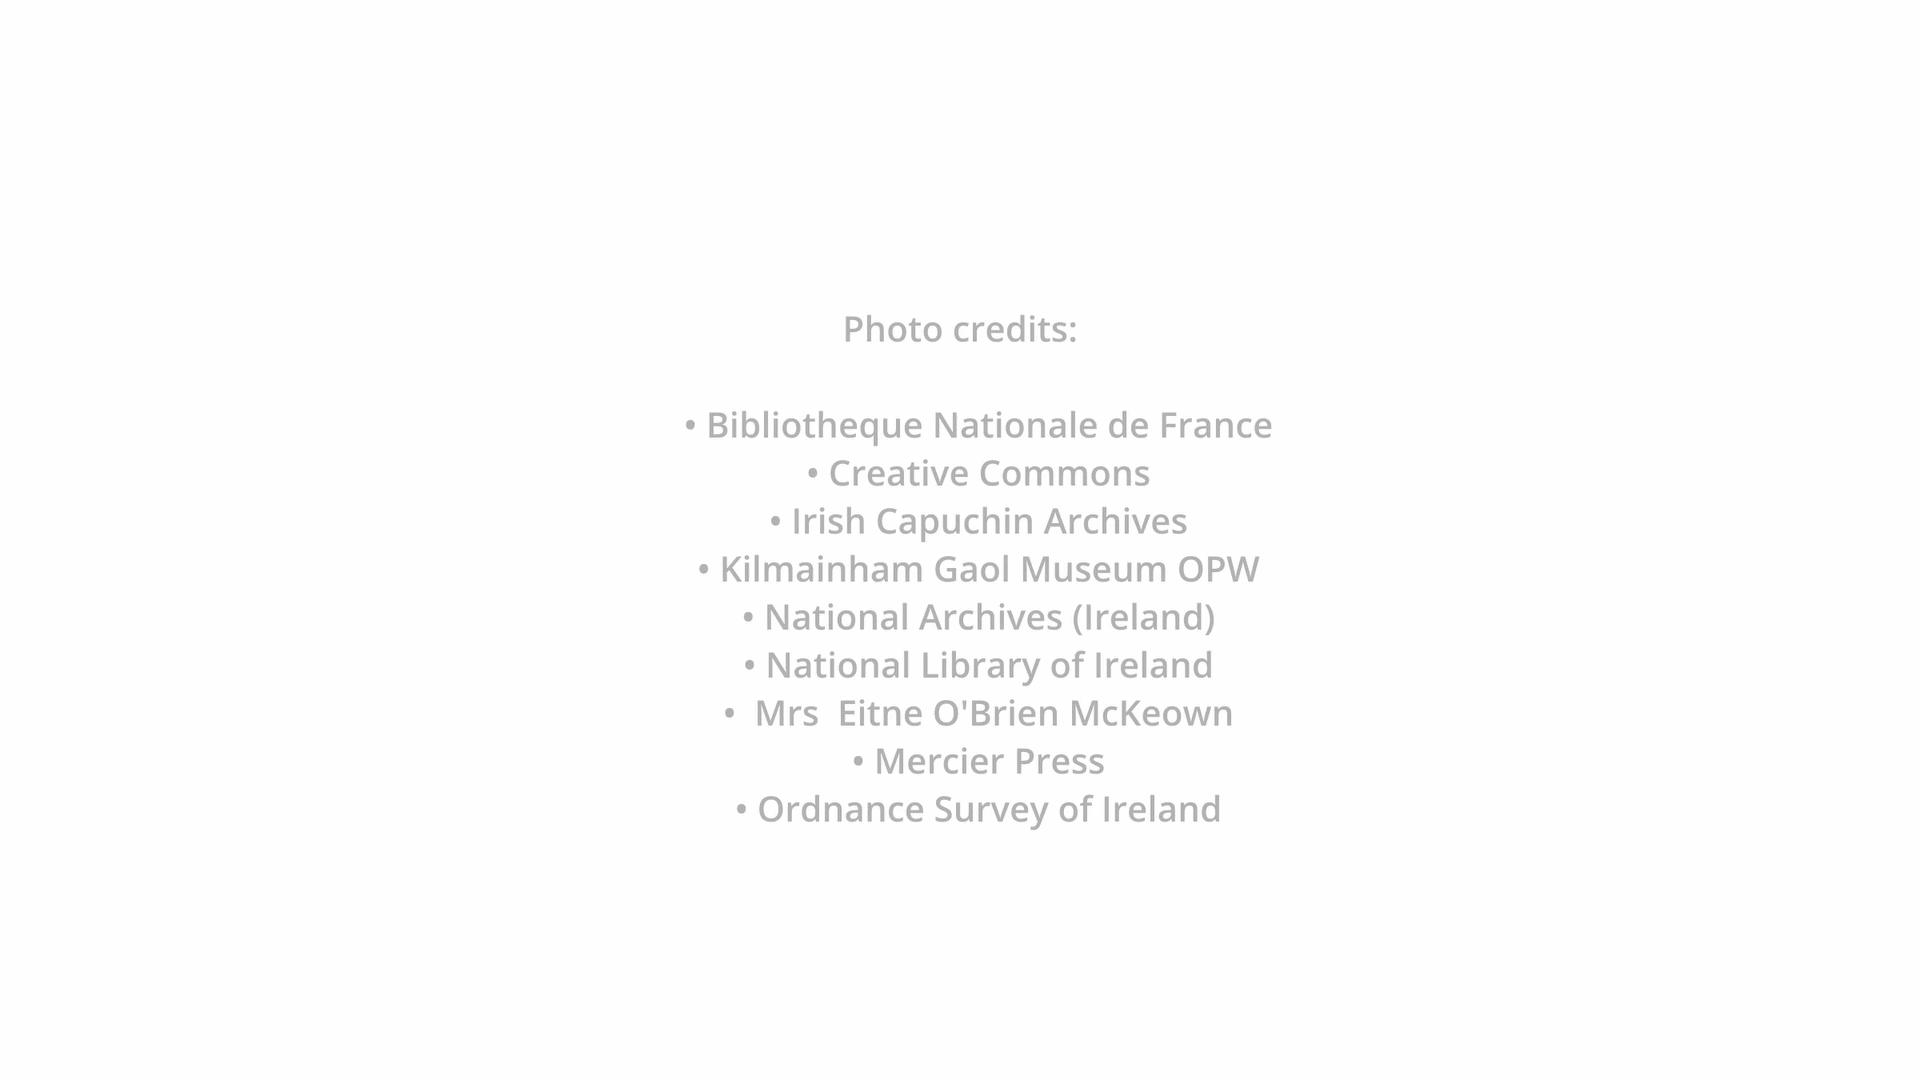 Photo credits:
• Bibliotheque Nationale de France
• Creative Commons
• Irish Capuchin Archives
• Kilmainham Gaol Museum OPW
• National Archives (Ireland)
• National Library of Ireland
•  Mrs  Eitne O'Brien McKeown
• Mercier Press
• Ordnance Survey of Ireland